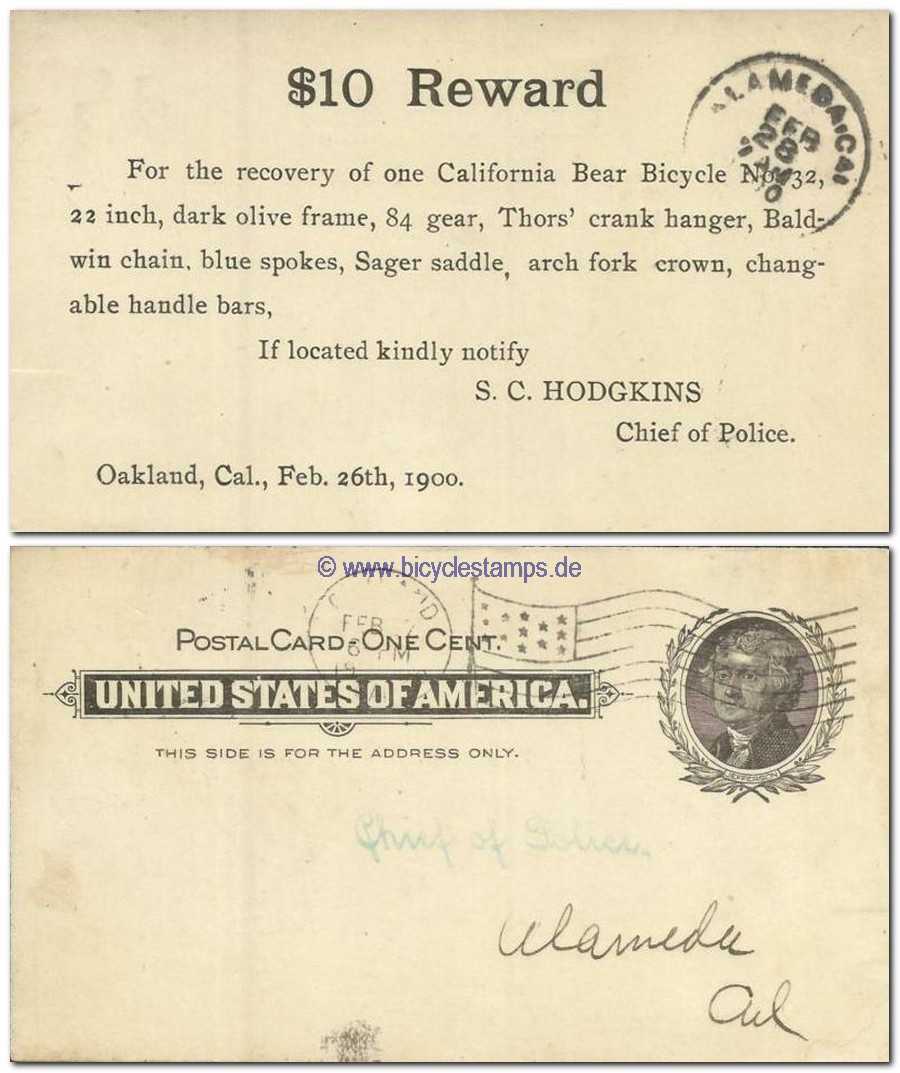 $10 Reward
ALAMEDA, CAL
FEB
28
For the recovery of one California Bear Bicycle No. 32,
22 inch, dark olive frame, 84 gear, Thors' crank hanger, Bald-
win chain, blue spokes, Sager saddle, arch fork crown, chang-
able handle bars,
If located kindly notify
S. C. HODGKINS
Chief of Police.
Oakland, Cal., Feb. 26th, 1900.
© www.bicyclestamps.de
FEB
PM
POSTAL CARD-ONE CENT.
UNITED STATES OF AMERICA.
THIS SIDE IS FOR THE ADDRESS ONLY.
JEFFERSON
Chief of Police.
Alameda
Cal